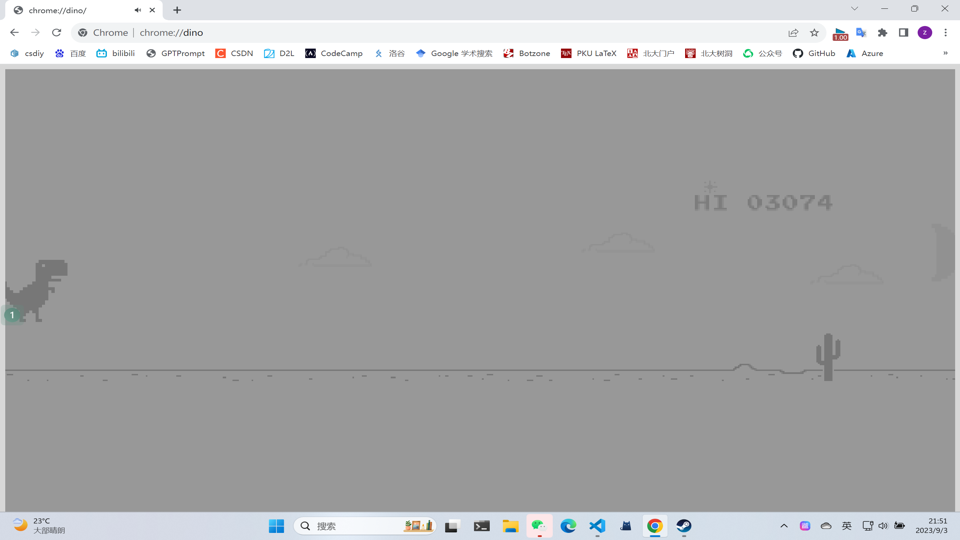 chrome://dino/
Chrome | chrome://dino
csdiy 百度 bilibili GPTPrompt CSDN D2L CodeCamp 洛谷 Google 学术搜索 Botzone PKU LaTeX 北大门户 北大树洞 公众号 GitHub Azure »
1.00
z
HI 03074
1
23°C
大部晴朗
搜索
英
21:51
2023/9/3